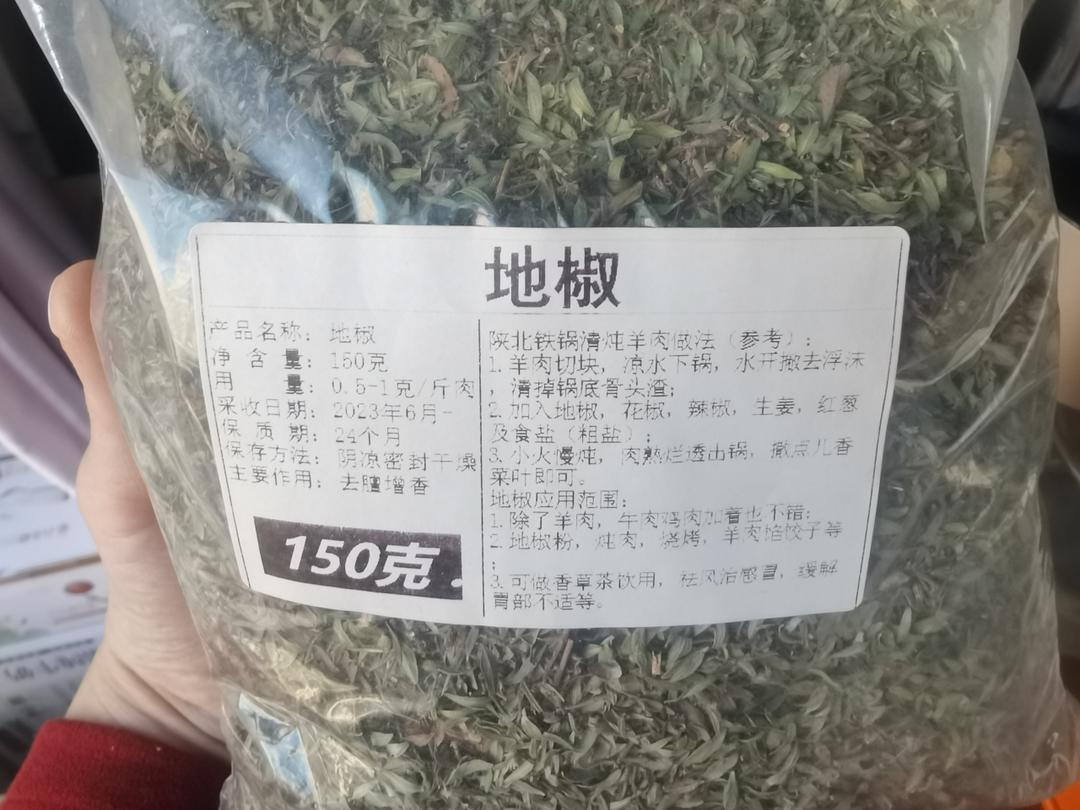 地椒
产品名称： 地椒
净 含 量： 150克
用 量： 0.5-1克/斤肉
采收日期： 2023年6月-
保 质 期： 24个月
保存方法： 阴凉密封干燥
主要作用： 去膻增香
150克
陕北铁锅清炖羊肉做法（参考）：
1.羊肉切块，凉水下锅，水开撇去浮沫
，清掉锅底骨头渣；
2.加入地椒，花椒，辣椒，生姜，红葱
及食盐（粗盐）；
3.小火慢炖，肉熟烂透出锅，撒点儿香
菜叶即可。
地椒应用范围：
1.除了羊肉，牛肉鸡肉加着也不错；
2.地椒粉，炖肉，烧烤，羊肉馅饺子等
；
3.可做香草茶饮用，祛风治感冒，缓解
胃部不适等。